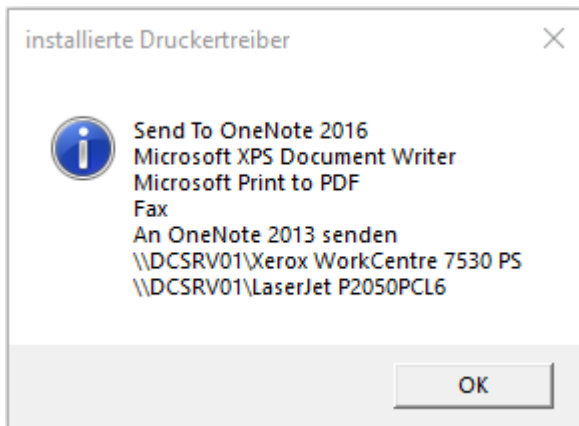 installierte Druckertreiber
Send To OneNote 2016
Microsoft XPS Document Writer
Microsoft Print to PDF
Fax
An OneNote 2013 senden
\\DCSRV01\Xerox WorkCentre 7530 PS
\\DCSRV01\LaserJet P2050PCL6
OK